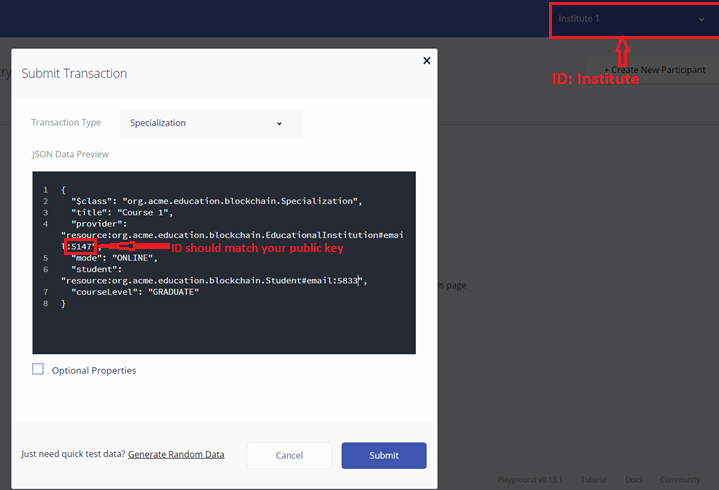 Institute 1
ID: Institute
+ Create New Participant
Submit Transaction
Transaction Type
Specialization
JSON Data Preview
1 {
2 "$class": "org.acme.education.blockchain.Specialization",
3 "title": "Course 1",
4 "provider":
"resource:org.acme.education.blockchain.EducationalInstitution#emai
l:5147",
ID should match your public key
5 "mode": "ONLINE",
6 "student":
"resource:org.acme.education.blockchain.Student#email:5833",
7 "courseLevel": "GRADUATE"
8 }
is page
Optional Properties
Just need quick test data? Generate Random Data
Cancel
Submit
Playground v0.13.1
Tutorial
Docs
Community